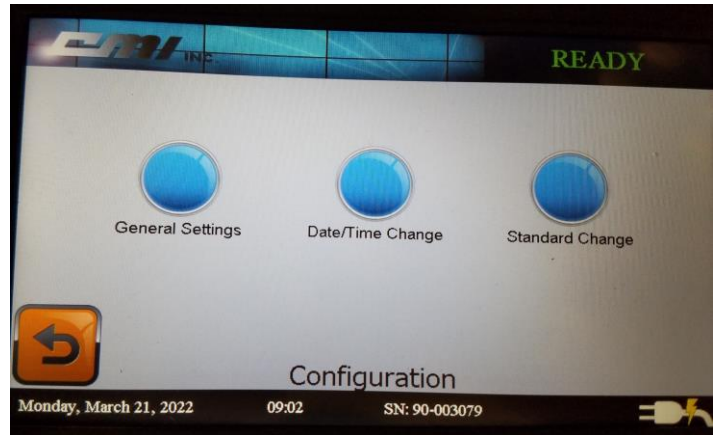 CMI INC.
READY
General Settings
Date/Time Change
Standard Change
Configuration
Monday, March 21, 2022 09:02 SN: 90-003079